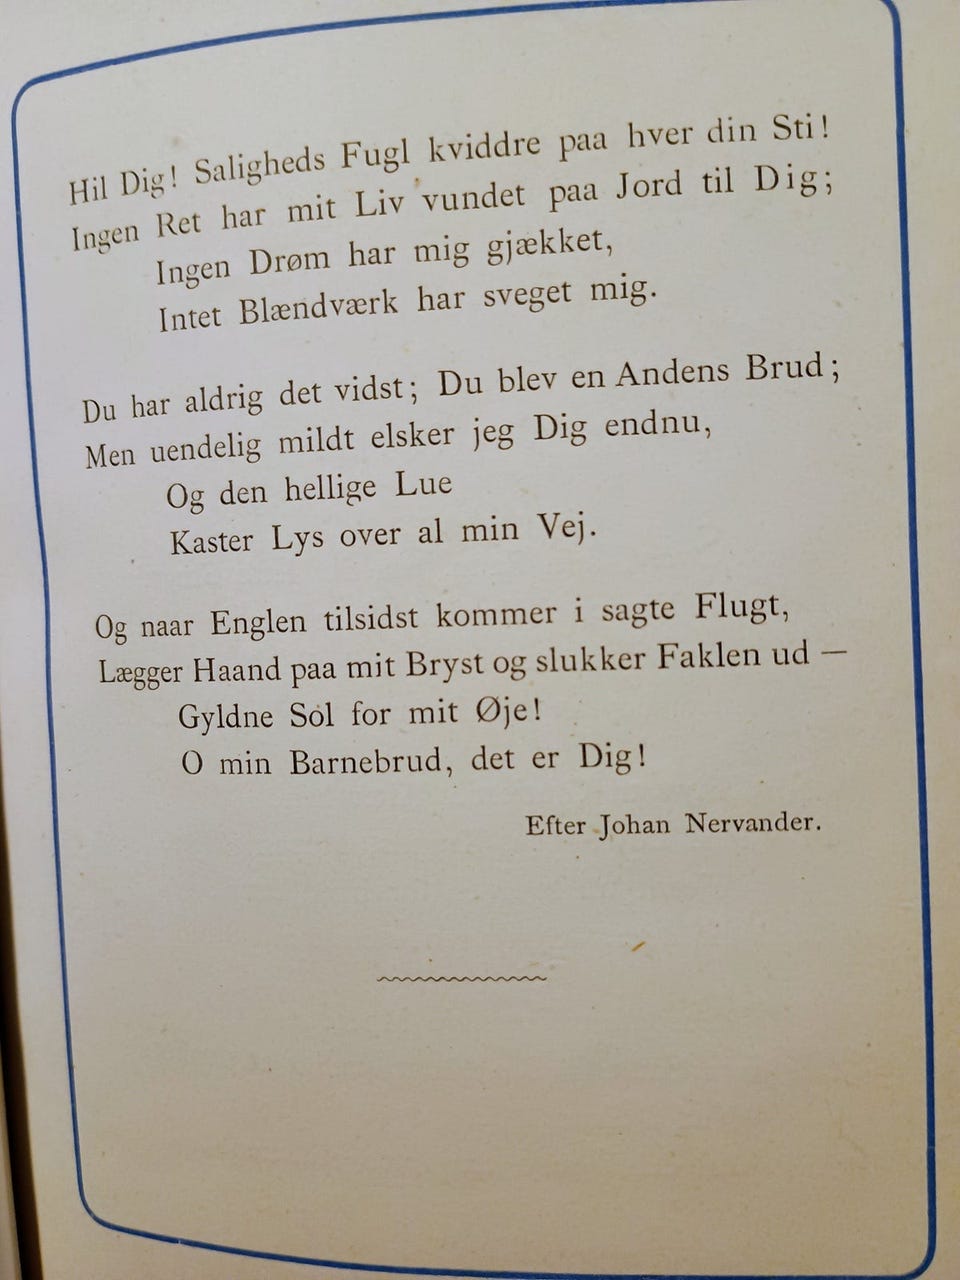 Hil Dig! Saligheds Fugl kviddre paa hver din Sti!
Ingen Ret har mit Liv vundet paa Jord til Dig;
Ingen Drøm har mig gjækket,
Intet Blændværk har sveget mig.
Du har aldrig det vidst; Du blev en Andens Brud;
Men uendelig mildt elsker jeg Dig endnu,
Og den hellige Lue
Kaster Lys over al min Vej.
Og naar Englen tilsidst kommer i sagte Flugt,
Lægger Haand paa mit Bryst og slukker Faklen ud —
Gyldne Sol for mit Øje!
O min Barnebrud, det er Dig!
Efter Johan Nervander.